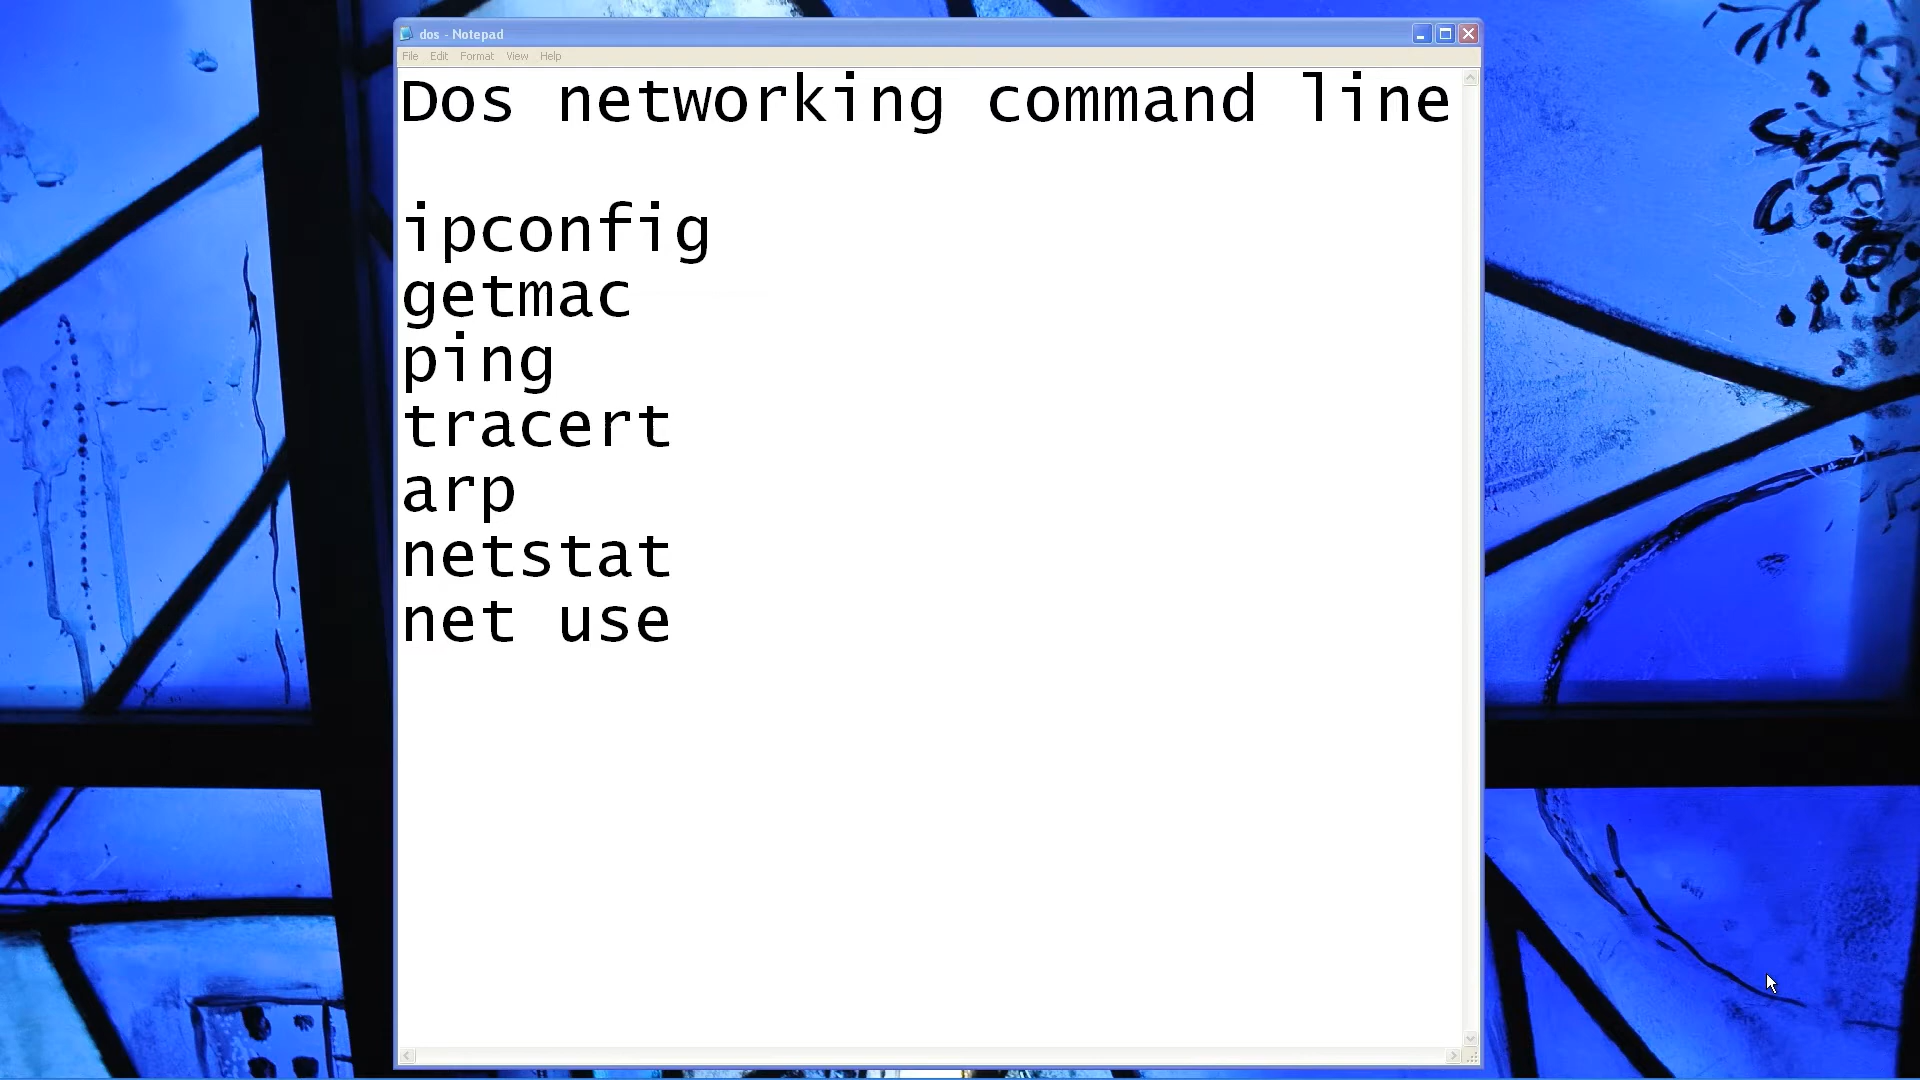 dos - Notepad
File Edit Format View Help
Dos networking command line
ipconfig
getmac
ping
tracert
arp
netstat
net use